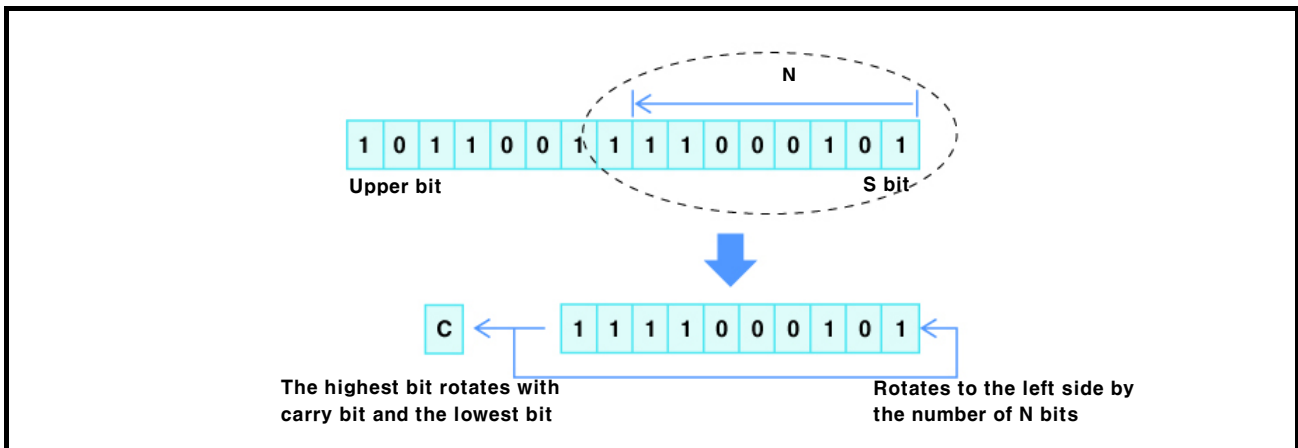 N
1 0 1 1 0 0 1 1 1 1 0 0 0 1 0 1
Upper bit S bit
C 1 1 1 1 0 0 0 1 0 1
The highest bit rotates with
carry bit and the lowest bit
Rotates to the left side by
the number of N bits